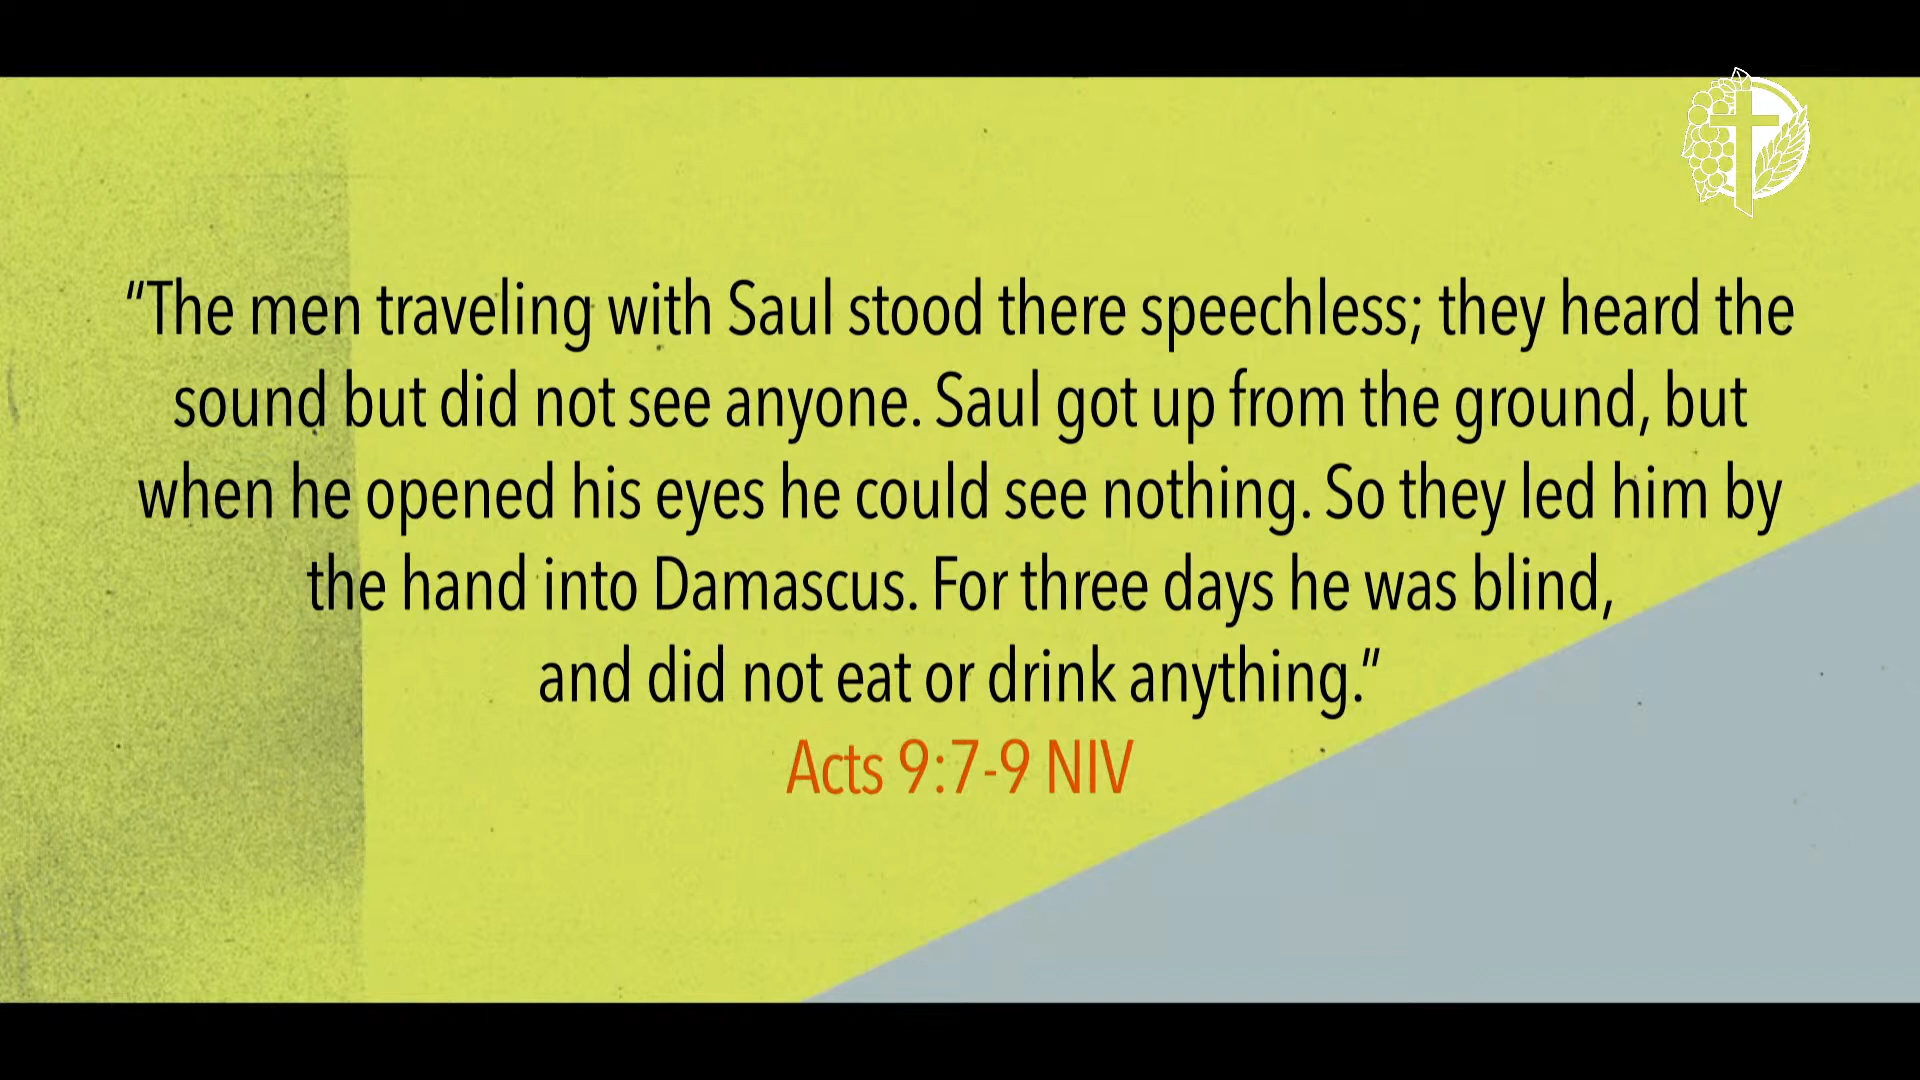 “The men traveling with Saul stood there speechless; they heard the
sound but did not see anyone. Saul got up from the ground, but
when he opened his eyes he could see nothing. So they led him by
the hand into Damascus. For three days he was blind,
and did not eat or drink anything.”
Acts 9:7-9 NIV